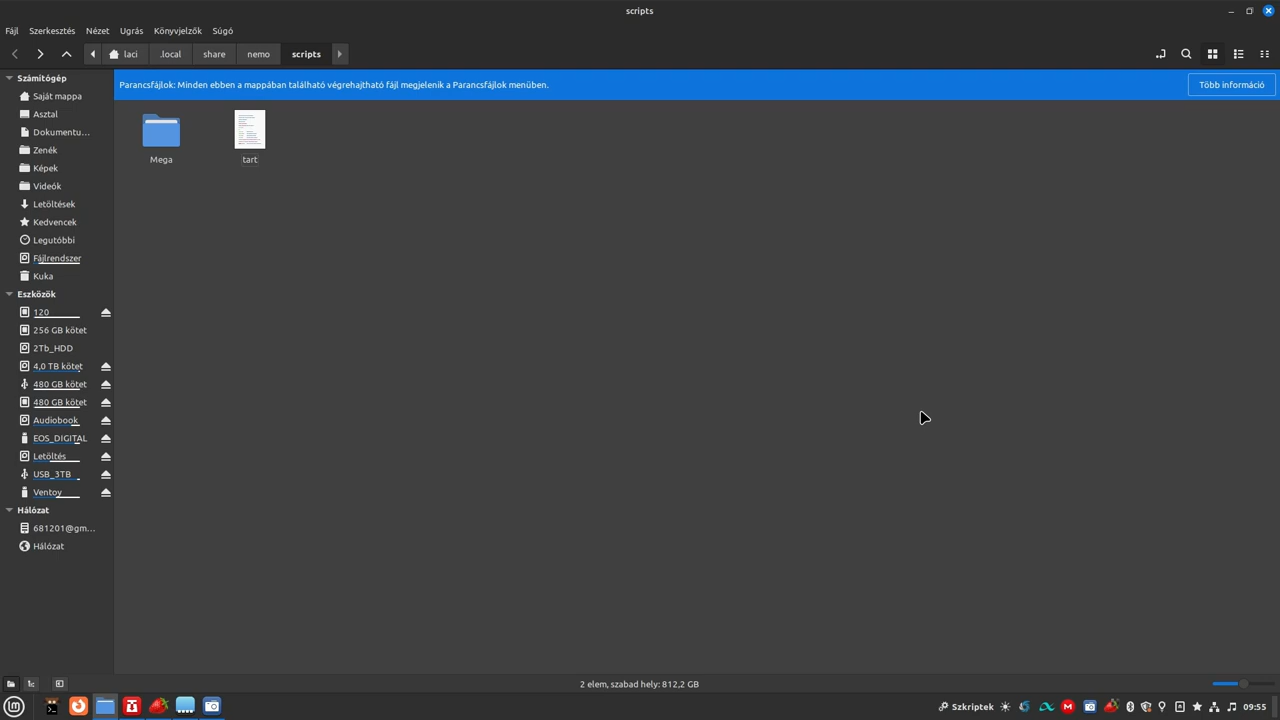 scripts
Fájl Szerkesztés Nézet Ugrás Könyvjelzők Súgó
laci .local share nemo scripts
Számítógép
Parancsfájlok: Minden ebben a mappában található végrehajtható fájl megjelenik a Parancsfájlok menüben.
Több információ
Saját mappa
Asztal
Dokumentu...
Zenék
Képek
Videók
Letöltések
Kedvencek
Legutóbbi
Fájlrendszer
Kuka
Mega
tart
Eszközök
120
256 GB kötet
2Tb_HDD
4,0 TB kötet
480 GB kötet
480 GB kötet
Audiobook
EOS_DIGITAL
Letöltés
USB_3TB
Ventoy
Hálózat
681201@gm...
Hálózat
2 elem, szabad hely: 812,2 GB
Szkriptek
09:55